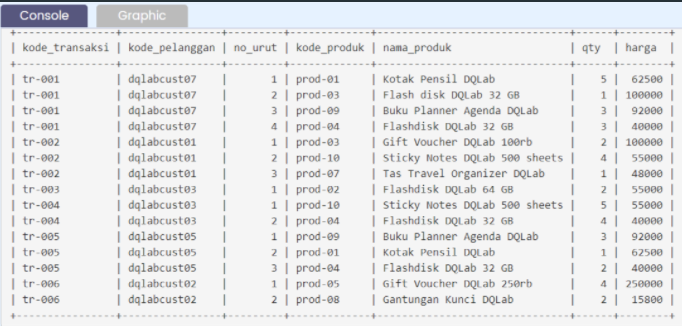 Console Graphic
| kode_transaksi | kode_pelanggan | no_urut | kode_produk | nama_produk | qty | harga |
| tr-001 | dqlabcust07 | 1 | prod-01 | Kotak Pensil DQLab | 5 | 62500 |
| tr-001 | dqlabcust07 | 2 | prod-03 | Flash disk DQLab 32 GB | 1 | 100000 |
| tr-001 | dqlabcust07 | 3 | prod-09 | Buku Planner Agenda DQLab | 3 | 92000 |
| tr-001 | dqlabcust07 | 4 | prod-04 | Flashdisk DQLab 32 GB | 3 | 40000 |
| tr-002 | dqlabcust01 | 1 | prod-03 | Gift Voucher DQLab 100rb | 2 | 100000 |
| tr-002 | dqlabcust01 | 2 | prod-10 | Sticky Notes DQLab 500 sheets | 4 | 55000 |
| tr-002 | dqlabcust01 | 3 | prod-07 | Tas Travel Organizer DQLab | 1 | 48000 |
| tr-003 | dqlabcust03 | 1 | prod-02 | Flashdisk DQLab 64 GB | 2 | 55000 |
| tr-004 | dqlabcust03 | 1 | prod-10 | Sticky Notes DQLab 500 sheets | 5 | 55000 |
| tr-004 | dqlabcust03 | 2 | prod-04 | Flashdisk DQLab 32 GB | 4 | 40000 |
| tr-005 | dqlabcust05 | 1 | prod-09 | Buku Planner Agenda DQLab | 3 | 92000 |
| tr-005 | dqlabcust05 | 2 | prod-01 | Kotak Pensil DQLab | 1 | 62500 |
| tr-005 | dqlabcust05 | 3 | prod-04 | Flashdisk DQLab 32 GB | 2 | 40000 |
| tr-006 | dqlabcust02 | 1 | prod-05 | Gift Voucher DQLab 250rb | 4 | 250000 |
| tr-006 | dqlabcust02 | 2 | prod-08 | Gantungan Kunci DQLab | 2 | 15800 |